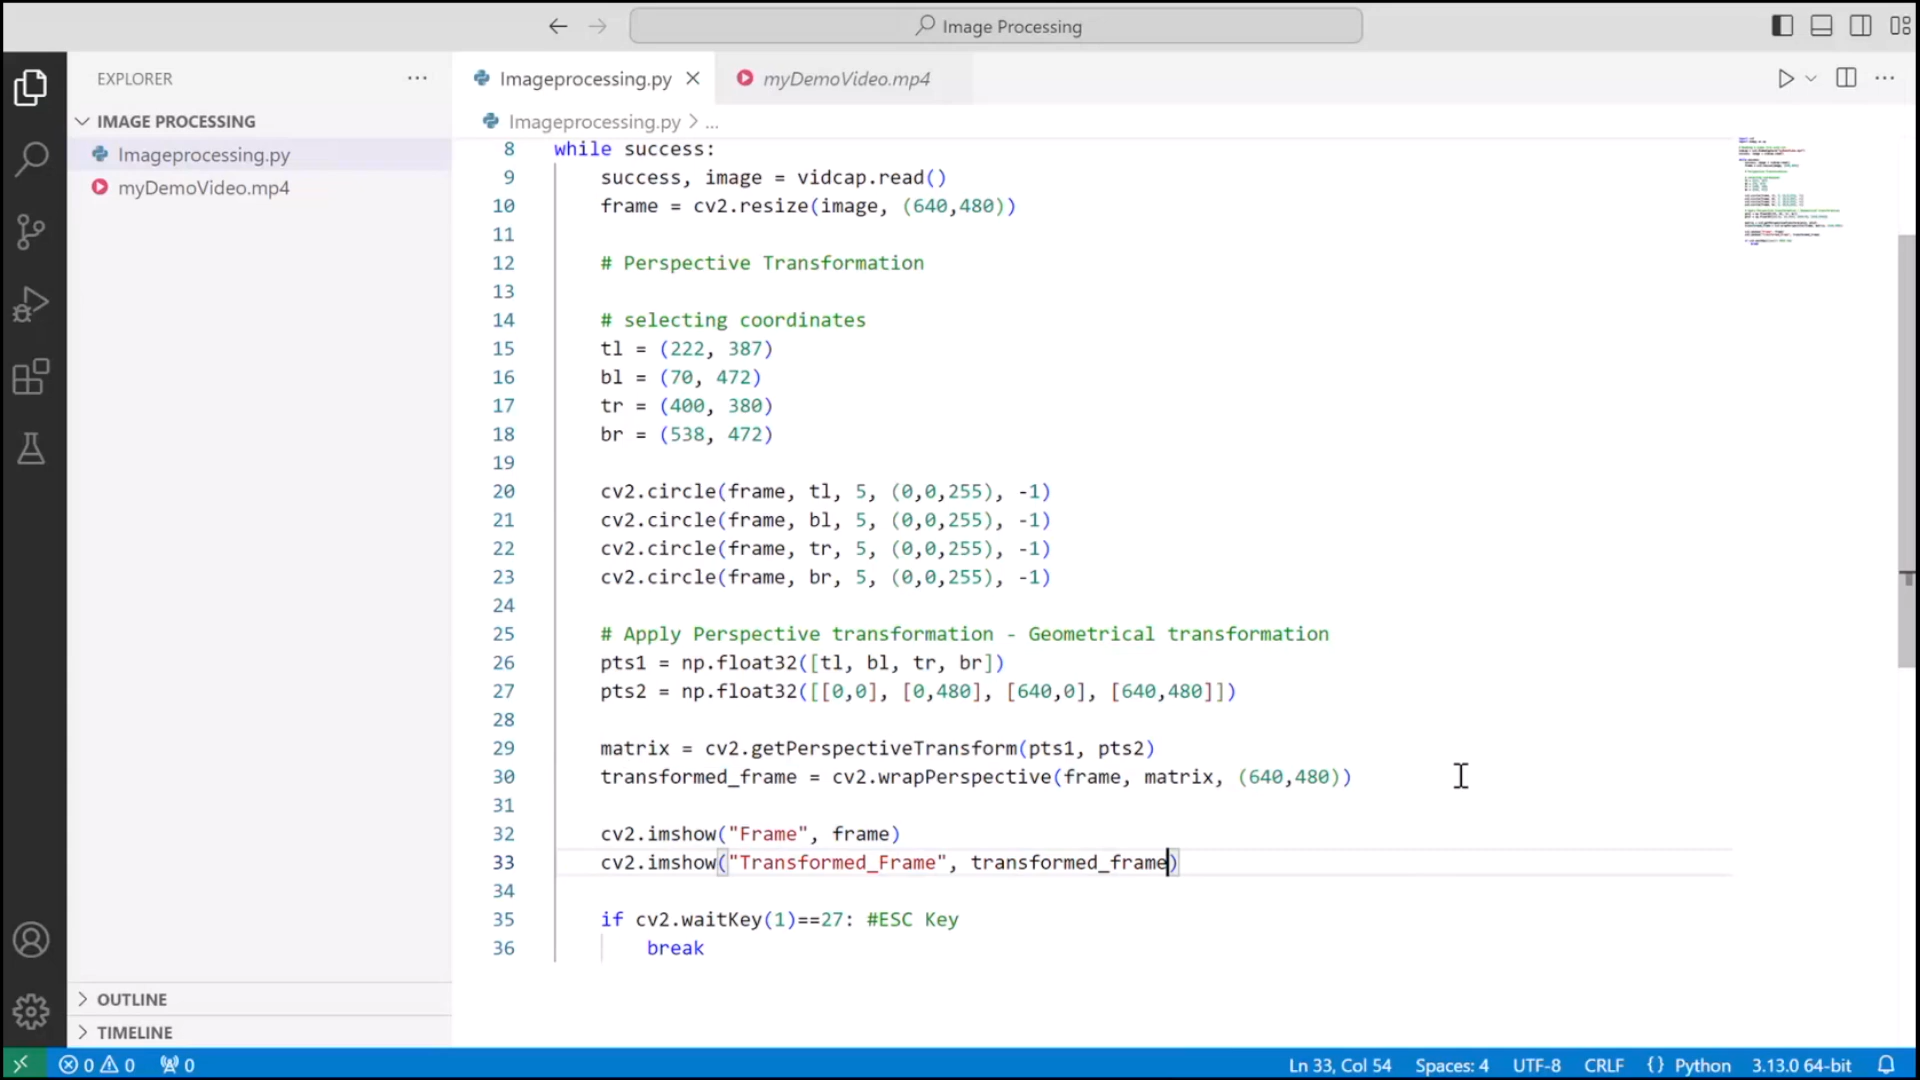 Image Processing
EXPLORER
IMAGE PROCESSING
Imageprocessing.py
myDemoVideo.mp4
OUTLINE
TIMELINE
Imageprocessing.py
myDemoVideo.mp4
Imageprocessing.py > ...
8 while success:
9 success, image = vidcap.read()
10 frame = cv2.resize(image, (640,480))
11
12 # Perspective Transformation
13
14 # selecting coordinates
15 tl = (222, 387)
16 bl = (70, 472)
17 tr = (400, 380)
18 br = (538, 472)
19
20 cv2.circle(frame, tl, 5, (0,0,255), -1)
21 cv2.circle(frame, bl, 5, (0,0,255), -1)
22 cv2.circle(frame, tr, 5, (0,0,255), -1)
23 cv2.circle(frame, br, 5, (0,0,255), -1)
24
25 # Apply Perspective transformation - Geometrical transformation
26 pts1 = np.float32([tl, bl, tr, br])
27 pts2 = np.float32([[0,0], [0,480], [640,0], [640,480]])
28
29 matrix = cv2.getPerspectiveTransform(pts1, pts2)
30 transformed_frame = cv2.wrapPerspective(frame, matrix, (640,480))
31
32 cv2.imshow("Frame", frame)
33 cv2.imshow("Transformed_Frame", transformed_frame)
34
35 if cv2.waitKey(1)==27: #ESC Key
36 break
0 0 0 Ln 33, Col 54 Spaces: 4 UTF-8 CRLF {} Python 3.13.0 64-bit